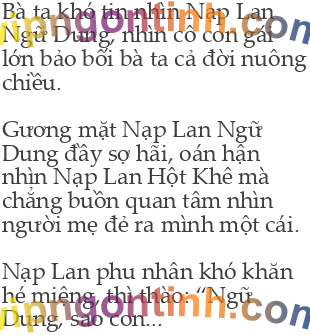 Bà ta khó tin nhìn Nạp Lan
Ngữ Dung, nhìn cô con gái
lớn bảo bối bà ta cả đời nuông
chiều.
Gương mặt Nạp Lan Ngữ
Dung đầy sợ hãi, oán hận
nhìn Nạp Lan Hột Khê mà
chẳng buồn quan tâm nhìn
người mẹ đẻ ra mình một cái.
Nạp Lan phu nhân khó khăn
hé miệng, thì thào: “Ngữ
Dung, sao con...